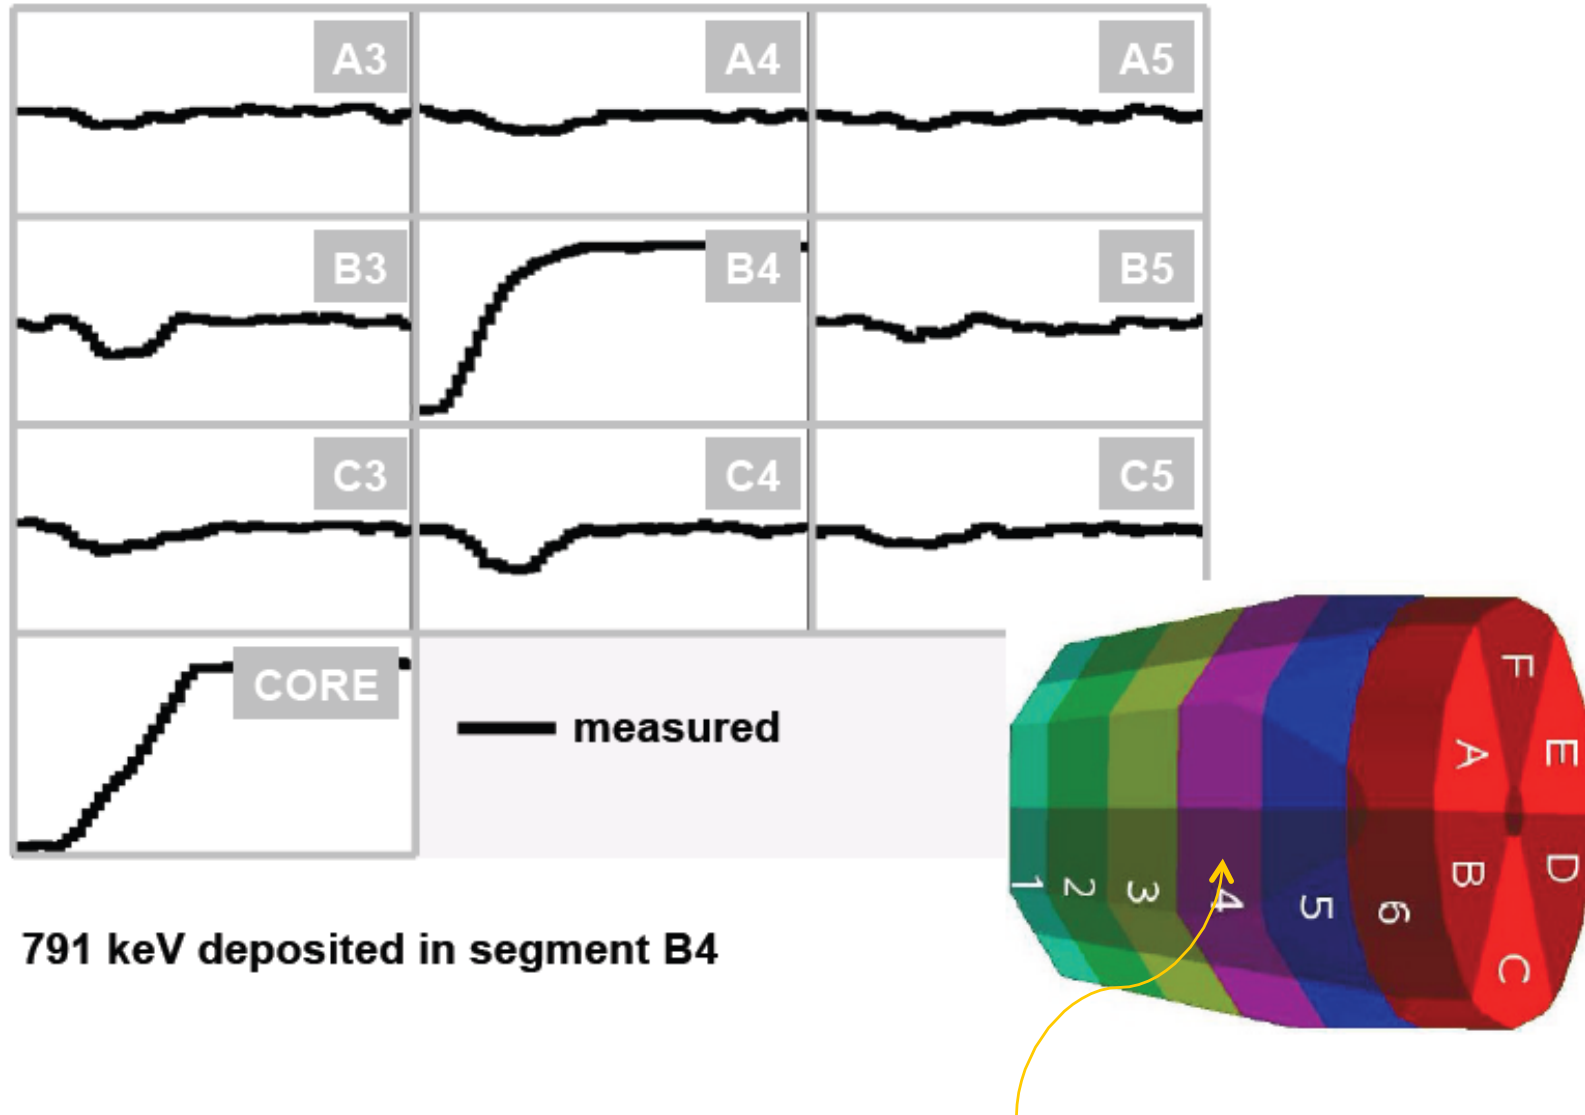 A3 A4 A5
B3 B4 B5
C3 C4 C5
CORE
measured
791 keV deposited in segment B4
F
A E
B D
C
1 2 3 4 5 6